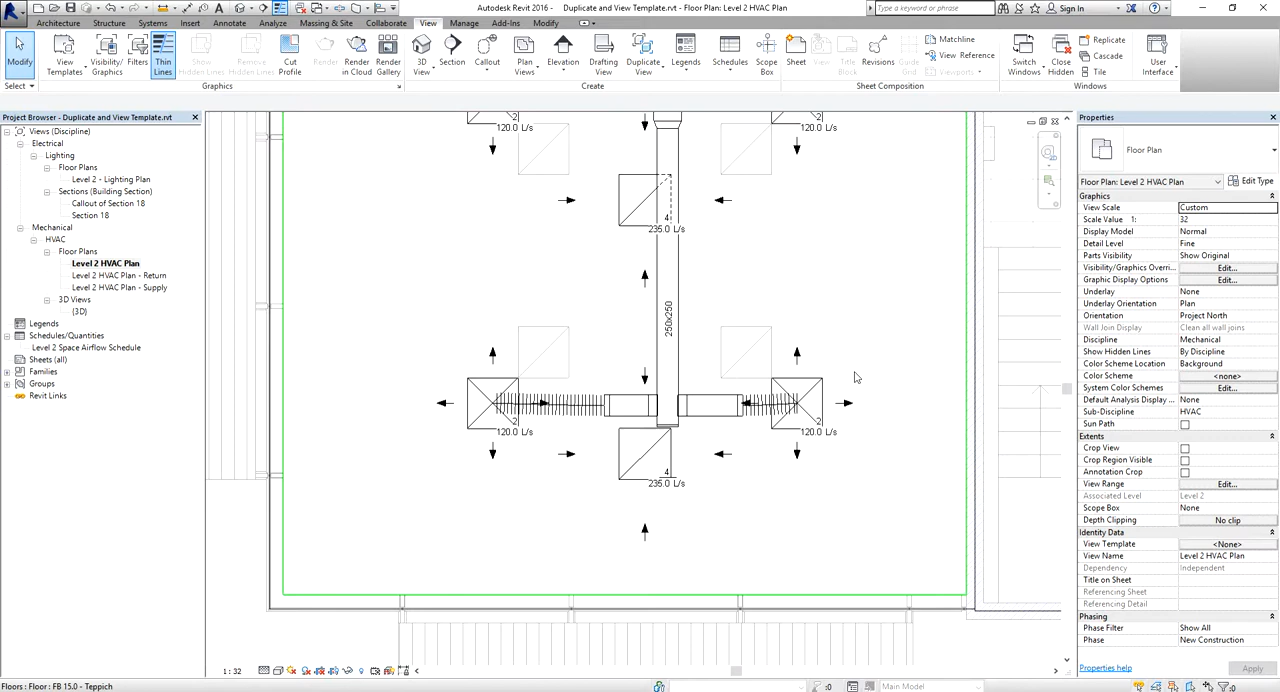 Autodesk Revit 2016 - Duplicate and View Template.rvt - Floor Plan: Level 2 HVAC Plan
Type a keyword or phrase
Sign In
Architecture Structure Systems Insert Annotate Analyze Massing & Site Collaborate View Manage Add-Ins Modify
Modify
View Templates
Visibility/ Graphics
Filters
Thin Lines
Show Hidden Lines
Remove Hidden Lines
Cut Profile
Render
Render in Cloud
Render Gallery
3D View
Section
Callout
Plan Views
Elevation
Drafting View
Duplicate View
Legends
Schedules
Scope Box
Sheet
View
Title Block
Revisions
Guide Grid
Matchline
View Reference
Viewports
Switch Windows
Close Hidden
Replicate
Cascade
Tile
User Interface
Select
Graphics
Create
Sheet Composition
Windows
Project Browser - Duplicate and View Template.rvt
Views (Discipline)
Electrical
Lighting
Floor Plans
Level 2 - Lighting Plan
Sections (Building Section)
Callout of Section 18
Section 18
Mechanical
HVAC
Floor Plans
Level 2 HVAC Plan
Level 2 HVAC Plan - Return
Level 2 HVAC Plan - Supply
3D Views
{3D}
Legends
Schedules/Quantities
Level 2 Space Airflow Schedule
Sheets (all)
Families
Groups
Revit Links
2
120.0 L/s
2
120.0 L/s
4
235.0 L/s
250x250
2
120.0 L/s
2
120.0 L/s
4
235.0 L/s
Properties
Floor Plan
Floor Plan: Level 2 HVAC Plan Edit Type
Graphics
View Scale Custom
Scale Value 1: 32
Display Model Normal
Detail Level Fine
Parts Visibility Show Original
Visibility/Graphics Overri... Edit...
Graphic Display Options Edit...
Underlay None
Underlay Orientation Plan
Orientation Project North
Wall Join Display Clean all wall joins
Discipline Mechanical
Show Hidden Lines By Discipline
Color Scheme Location Background
Color Scheme <none>
System Color Schemes Edit...
Default Analysis Display ... None
Sub-Discipline HVAC
Sun Path
Extents
Crop View
Crop Region Visible
Annotation Crop
View Range Edit...
Associated Level Level 2
Scope Box None
Depth Clipping No clip
Identity Data
View Template <None>
View Name Level 2 HVAC Plan
Dependency Independent
Title on Sheet
Referencing Sheet
Referencing Detail
Phasing
Phase Filter Show All
Phase New Construction
Properties help Apply
1 : 32
Floors : Floor : FB 15.0 - Teppich
:0
Main Model
:0